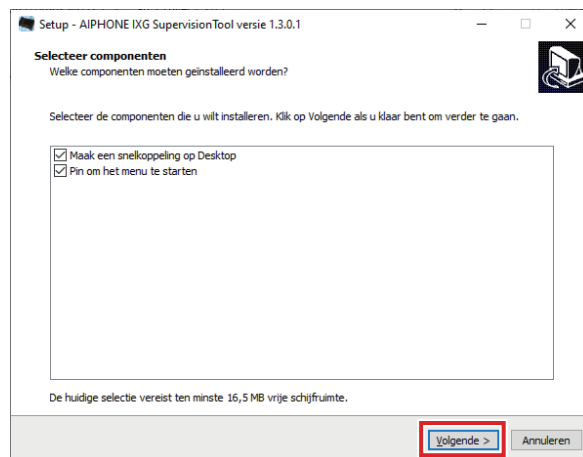 Setup - AIPHONE IXG SupervisionTool versie 1.3.0.1
Selecteer componenten
Welke componenten moeten geïnstalleerd worden?
Selecteer de componenten die u wilt installeren. Klik op Volgende als u klaar bent om verder te gaan.
Maak een snelkoppeling op Desktop
Pin om het menu te starten
De huidige selectie vereist ten minste 16,5 MB vrije schijfruimte.
Volgende >
Annuleren